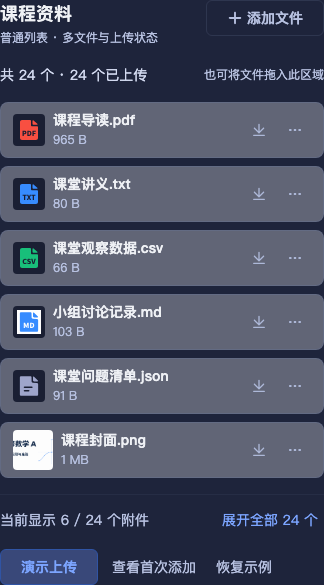 课程资料
＋ 添加文件
普通列表 · 多文件与上传状态
共 24 个 · 24 个已上传
也可将文件拖入此区域
PDF
课程导读.pdf
965 B
TXT
课堂讲义.txt
80 B
CSV
课堂观察数据.csv
66 B
MD
小组讨论记录.md
103 B
课堂问题清单.json
91 B
数学 A
课程封面.png
1 MB
当前显示 6 / 24 个附件
展开全部 24 个
演示上传
查看首次添加
恢复示例